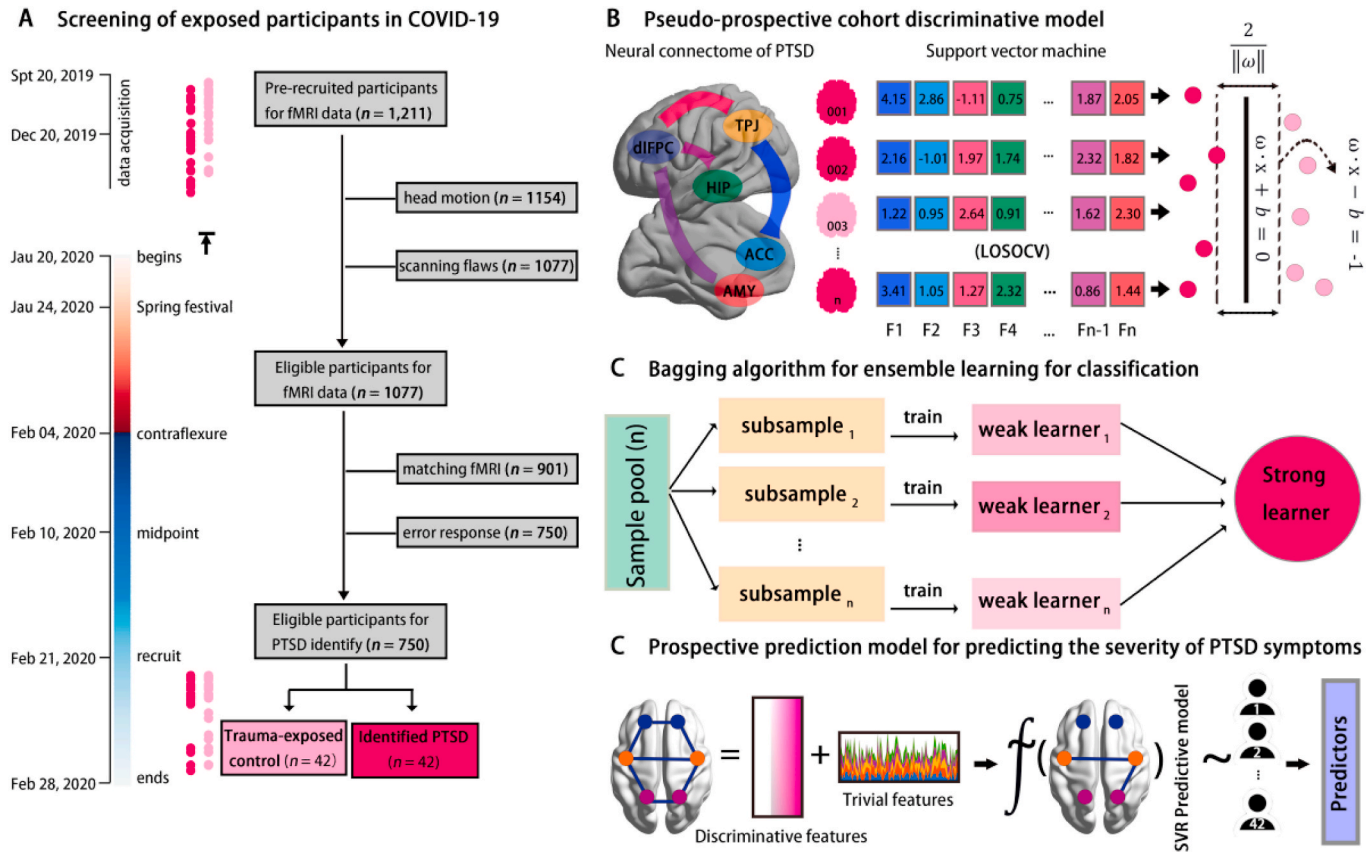 A Screening of exposed participants in COVID-19
Spt 20, 2019
Dec 20, 2019
data acquisition
Jau 20, 2020
Jau 24, 2020
Feb 04, 2020
Feb 10, 2020
Feb 21, 2020
Feb 28, 2020
begins
Spring festival
contraflexure
midpoint
recruit
ends
Pre-recruited participants
for fMRI data (n = 1,211)
head motion (n = 1154)
scanning flaws (n = 1077)
Eligible participants for
fMRI data (n = 1077)
matching fMRI (n = 901)
error response (n = 750)
Eligible participants for
PTSD identify (n = 750)
Trauma-exposed
control (n = 42)
Identified PTSD
(n = 42)
B Pseudo-prospective cohort discriminative model
Neural connectome of PTSD
Support vector machine
dlFPC
TPJ
HIP
ACC
AMY
001 4.15 2.86 -1.11 0.75 ... 1.87 2.05
002 2.16 -1.01 1.97 1.74 ... 2.32 1.82
003 1.22 0.95 2.64 0.91 ... 1.62 2.30
(LOSOCV)
n 3.41 1.05 1.27 2.32 ... 0.86 1.44
F1 F2 F3 F4 ... Fn-1 Fn
2
‖ω‖
ω · x + b = 0
ω · x − b = -1
C Bagging algorithm for ensemble learning for classification
Sample pool (n)
subsample 1 train weak learner 1
subsample 2 train weak learner 2
...
subsample n train weak learner n
Strong
learner
C Prospective prediction model for predicting the severity of PTSD symptoms
=
Discriminative features
+
Trivial features
f ( )
SVR Predictive model
~
1
2
...
42
Predictors